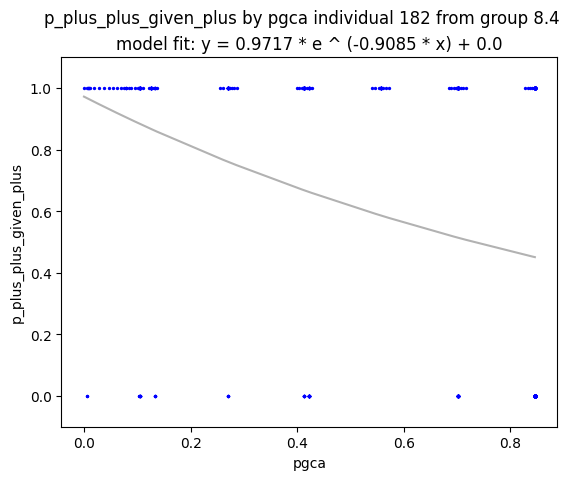 p_plus_plus_given_plus by pgca individual 182 from group 8.4
model fit: y = 0.9717 * e ^ (-0.9085 * x) + 0.0
1.0
0.8
0.6
0.4
0.2
0.0
p_plus_plus_given_plus
0.0 0.2 0.4 0.6 0.8
pgca